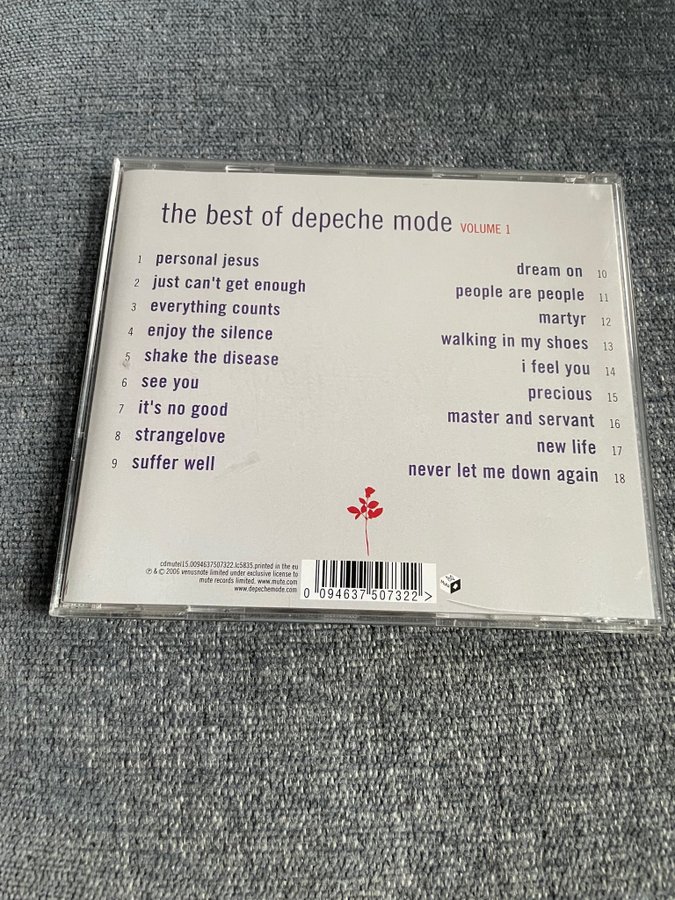 the best of depeche mode VOLUME 1
1 personal jesus
2 just can't get enough
3 everything counts
4 enjoy the silence
5 shake the disease
6 see you
7 it's no good
8 strangelove
9 suffer well
dream on 10
people are people 11
martyr 12
walking in my shoes 13
i feel you 14
precious 15
master and servant 16
new life 17
never let me down again 18
cdmutel15.0094637507322.lc5835.printed in the eu
℗ & © 2006 venusnote limited under exclusive license to
mute records limited. www.mute.com
www.depechemode.com
0 094637 507322 >